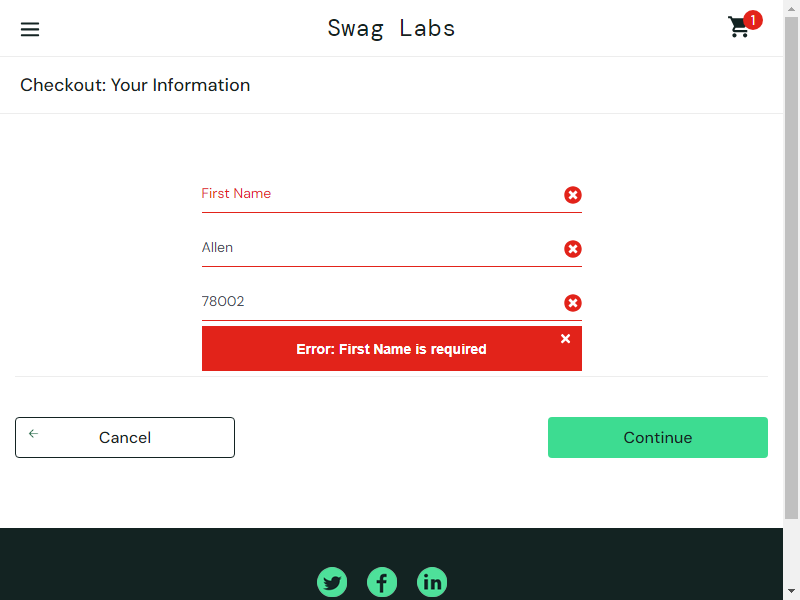 Swag Labs
1
Checkout: Your Information
First Name
Allen
78002
Error: First Name is required
Cancel
Continue